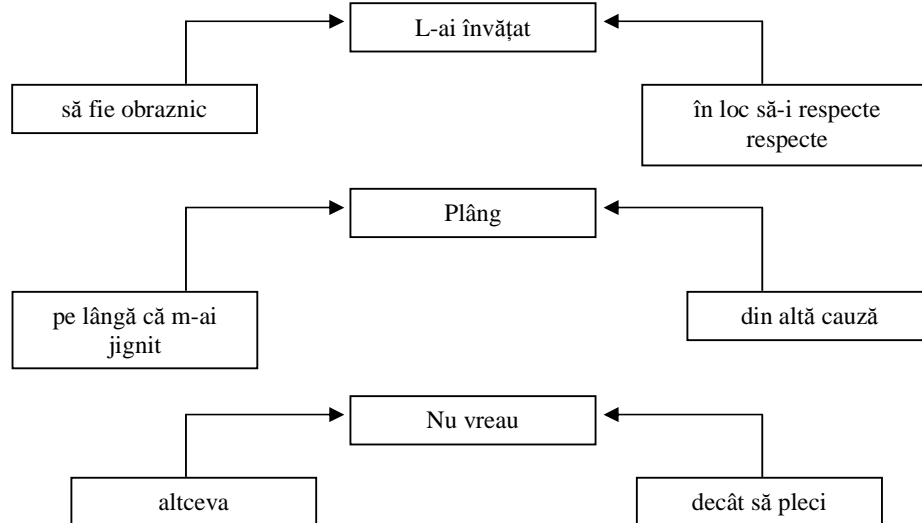 L-ai învățat
să fie obraznic
în loc să-i respecte
respecte
Plâng
pe lângă că m-ai
jignit
din altă cauză
Nu vreau
altceva
decât să pleci